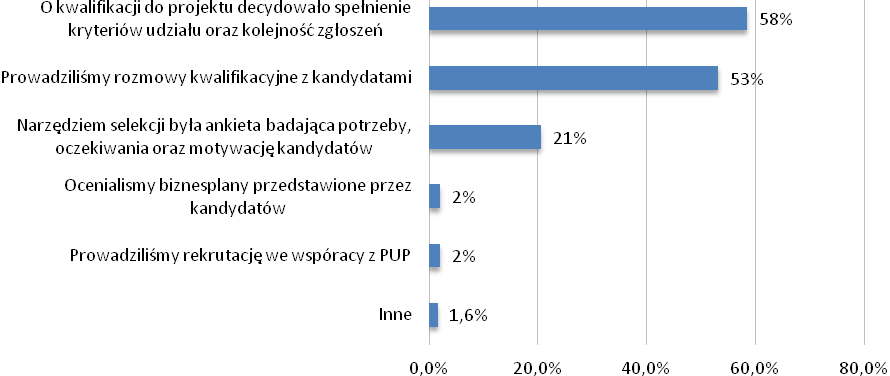 O kwalifikacji do projektu decydowało spełnienie
kryteriów udziału oraz kolejność zgłoszeń
58%
Prowadziliśmy rozmowy kwalifikacyjne z kandydatami
53%
Narzędziem selekcji była ankieta badająca potrzeby,
oczekiwania oraz motywację kandydatów
21%
Ocenialismy biznesplany przedstawione przez
kandydatów
2%
Prowadziliśmy rekrutację we wspóracy z PUP
2%
Inne
1,6%
0,0% 20,0% 40,0% 60,0% 80,0%